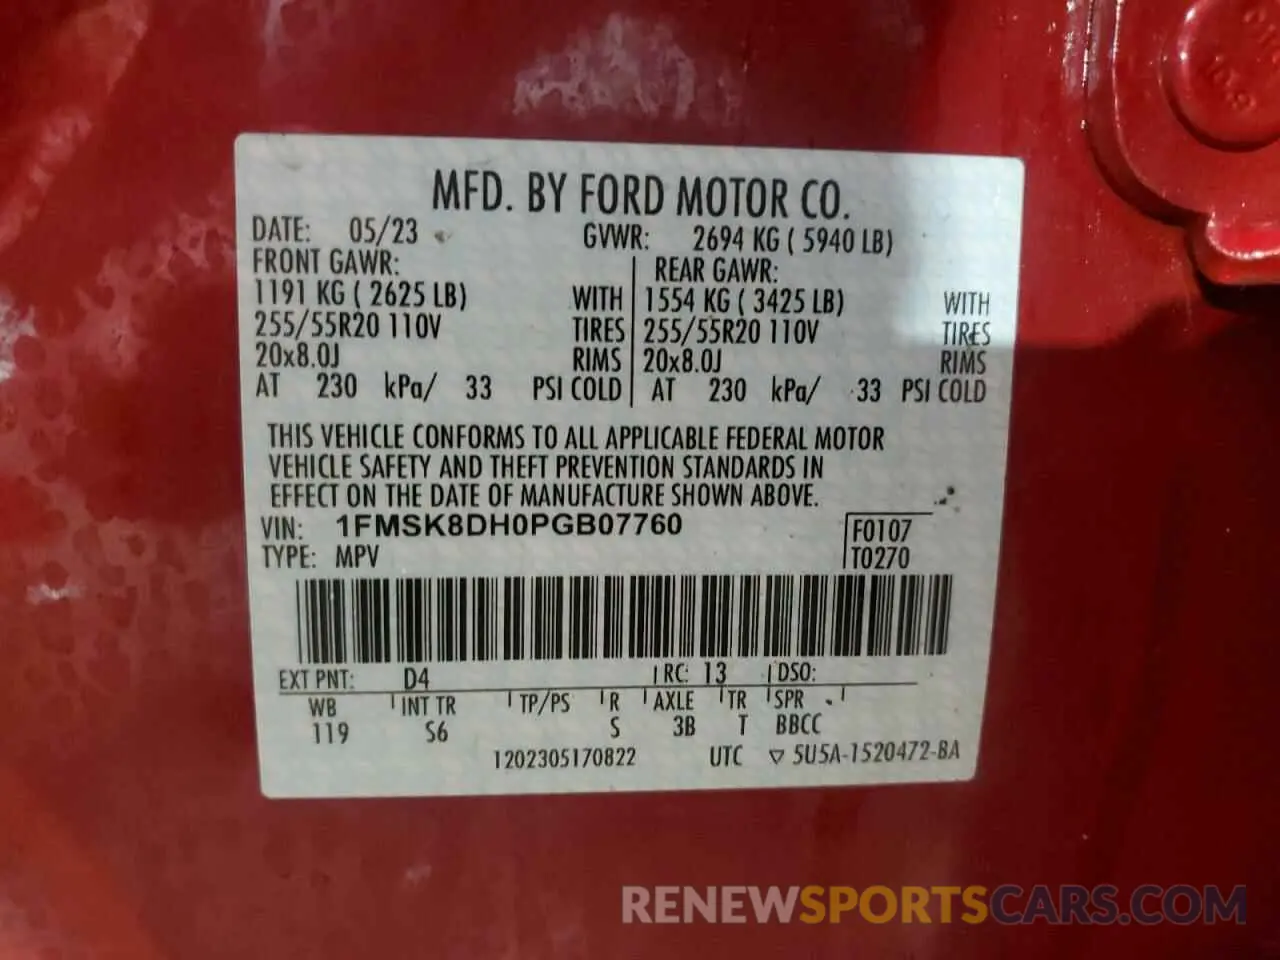 MFD. BY FORD MOTOR CO.
DATE: 05/23 GVWR: 2694 KG ( 5940 LB)
FRONT GAWR: REAR GAWR:
1191 KG ( 2625 LB) WITH 1554 KG ( 3425 LB) WITH
255/55R20 110V TIRES 255/55R20 110V TIRES
20x8.0J RIMS 20x8.0J RIMS
AT 230 kPa/ 33 PSI COLD AT 230 kPa/ 33 PSI COLD
THIS VEHICLE CONFORMS TO ALL APPLICABLE FEDERAL MOTOR
VEHICLE SAFETY AND THEFT PREVENTION STANDARDS IN
EFFECT ON THE DATE OF MANUFACTURE SHOWN ABOVE.
VIN: 1FMSK8DH0PGB07760 F0107
TYPE: MPV T0270
EXT PNT: D4 RC: 13 DSO:
WB INT TR TP/PS R AXLE TR SPR
119 S6 S 3B T BBCC
1202305170822 UTC ▽ 5U5A-1520472-BA
RENEWSPORTSCARS.COM